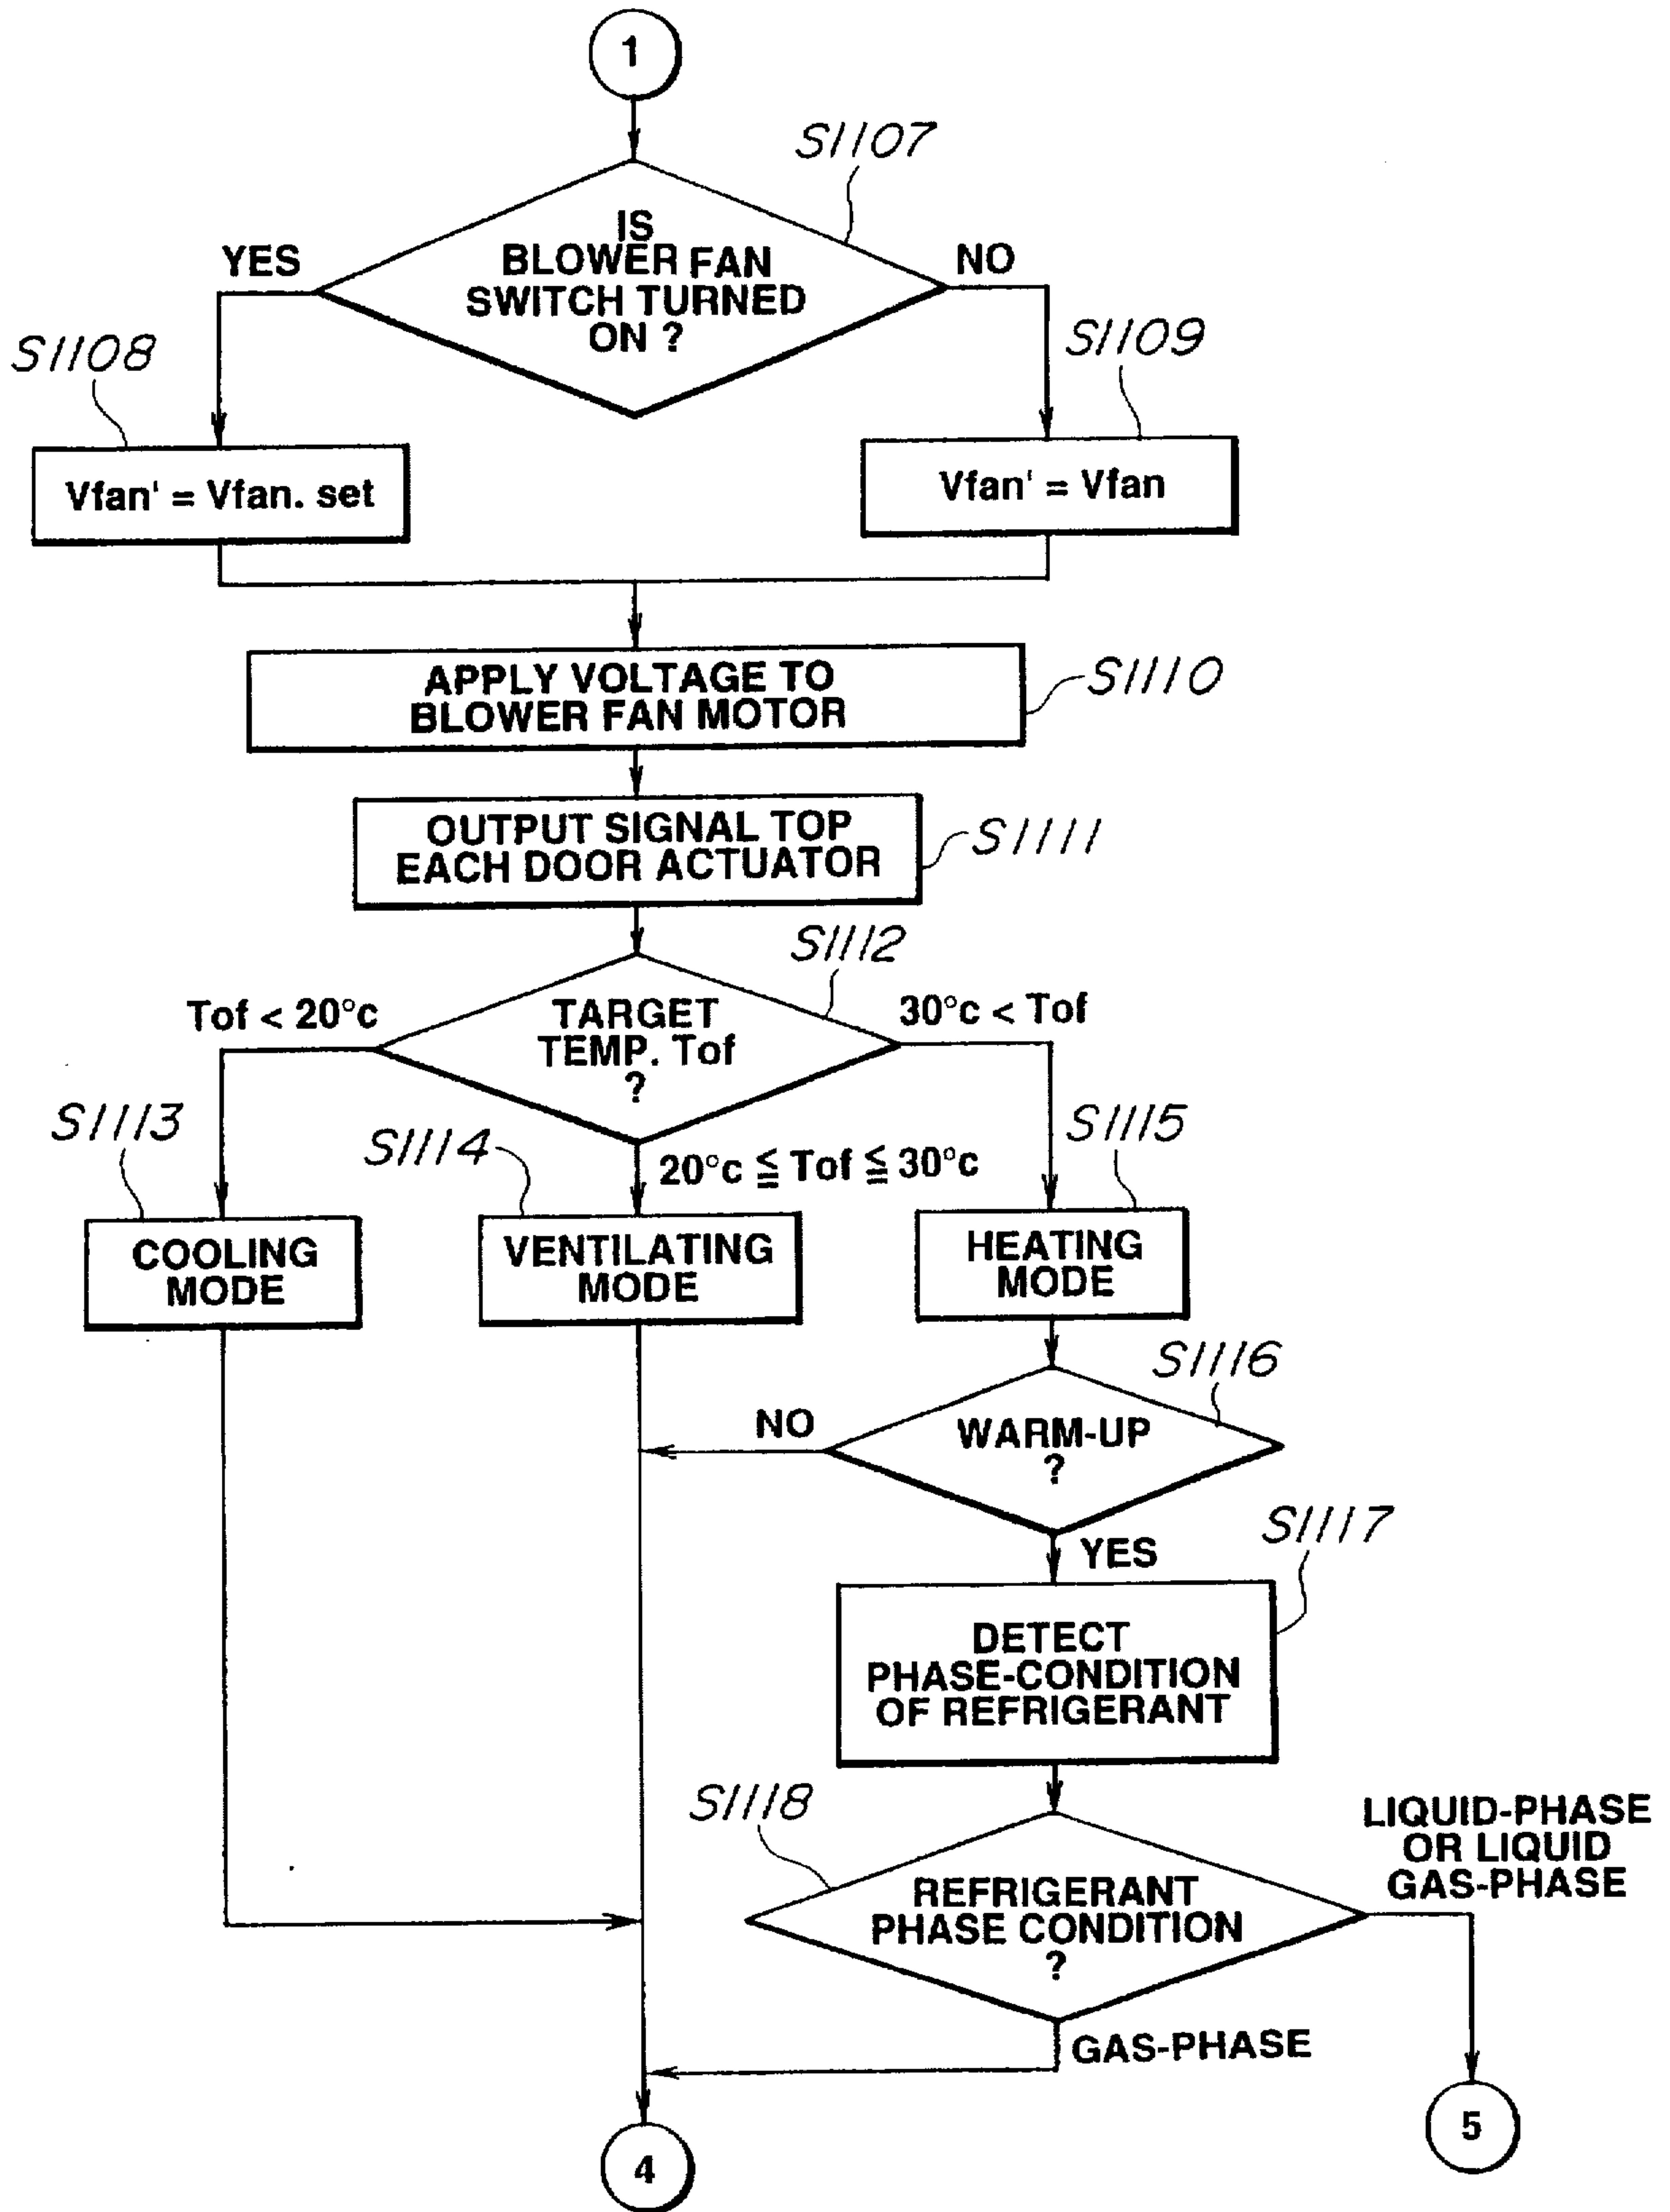 1
S1107
IS
BLOWER FAN
SWITCH TURNED
ON ?
YES
NO
S1108
S1109
Vfan' = Vfan. set
Vfan' = Vfan
APPLY VOLTAGE TO
BLOWER FAN MOTOR
S1110
OUTPUT SIGNAL TOP
EACH DOOR ACTUATOR
S1111
S1112
Tof < 20°c
TARGET
TEMP. Tof
?
30°c < Tof
S1113
S1114
20°c ≦ Tof ≦ 30°c
S1115
COOLING
MODE
VENTILATING
MODE
HEATING
MODE
S1116
NO
WARM-UP
?
YES
S1117
DETECT
PHASE-CONDITION
OF REFRIGERANT
S1118
LIQUID-PHASE
OR LIQUID
GAS-PHASE
REFRIGERANT
PHASE CONDITION
?
GAS-PHASE
4
5